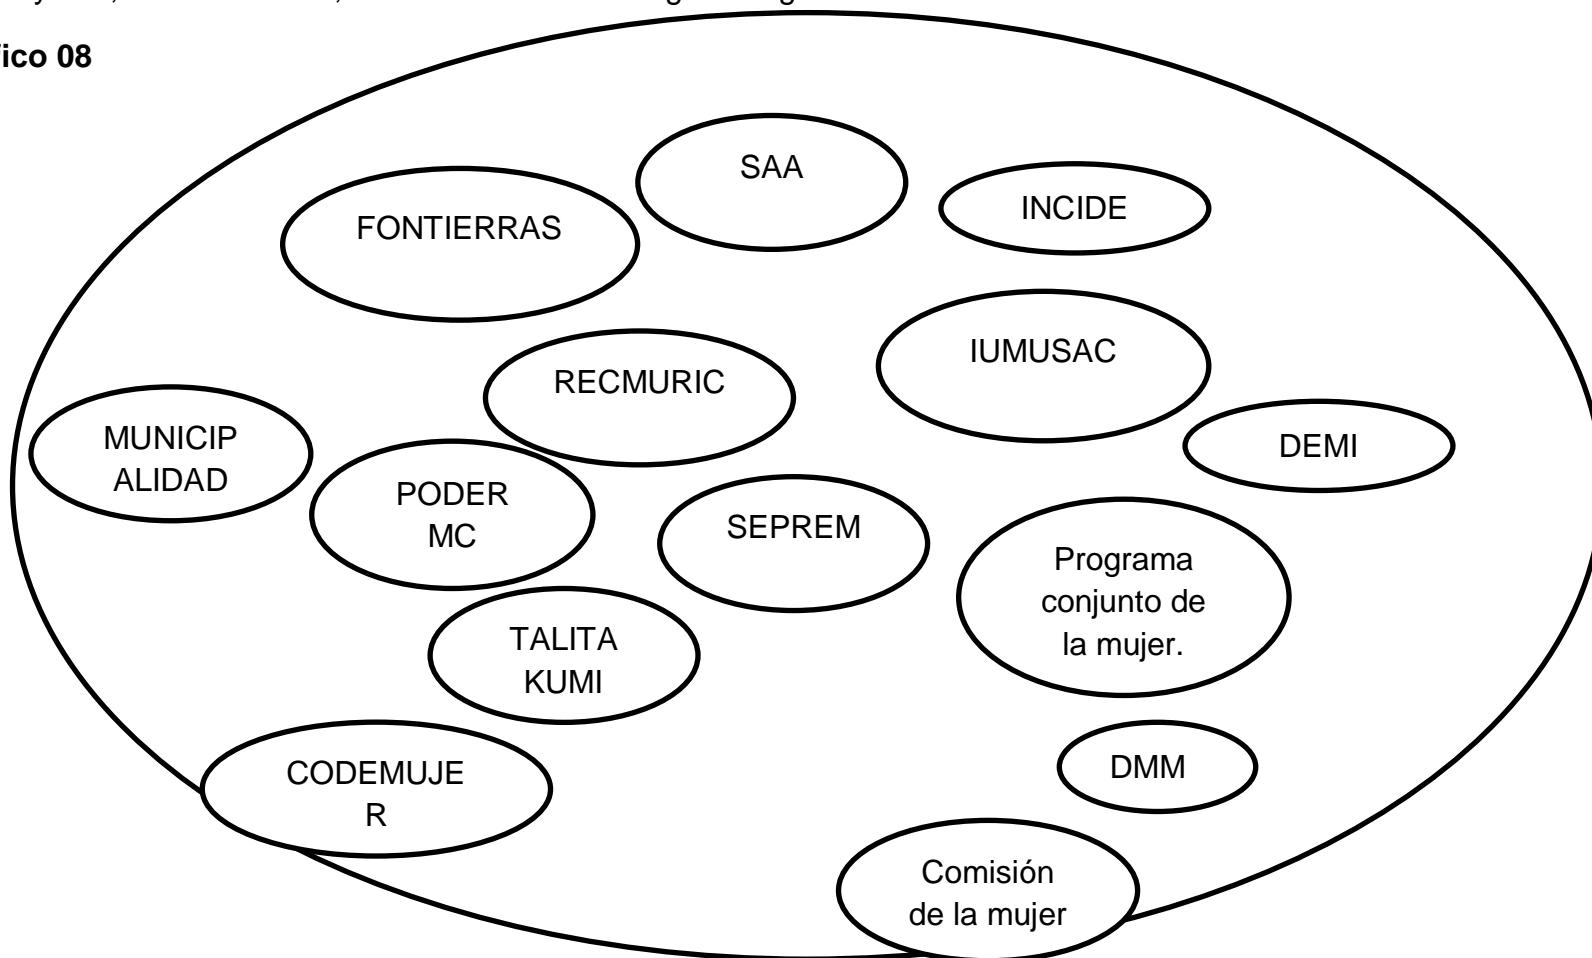 fico 08
SAA
INCIDE
FONTIERRAS
IUMUSAC
RECMURIC
MUNICIP
ALIDAD
DEMI
PODER
MC
SEPREM
Programa
conjunto de
la mujer.
TALITA
KUMI
DMM
CODEMUJE
R
Comisión
de la mujer